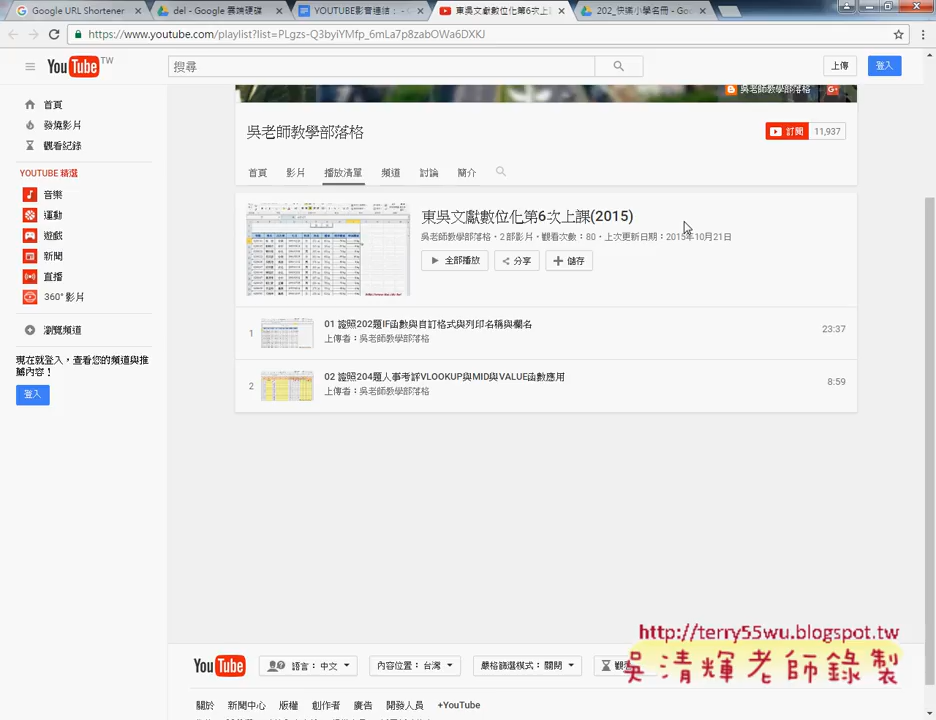 Google URL Shortener
del - Google 雲端硬碟
YOUTUBE影音連結： - G
東吳文獻數位化第6次上
202_快樂小學名冊 - Goo
https://www.youtube.com/playlist?list=PLgzs-Q3byiYMfp_6mLa7p8zabOWa6DXKJ
YouTube TW
搜尋
上傳
登入
首頁
發燒影片
觀看紀錄
YOUTUBE 精選
音樂
運動
遊戲
新聞
直播
360° 影片
瀏覽頻道
現在就登入，查看您的頻道與推
薦內容！
登入
吳老師教學部落格
吳老師教學部落格
訂閱 11,937
首頁 影片 播放清單 頻道 討論 簡介
東吳文獻數位化第6次上課(2015)
吳老師教學部落格・2 部影片・觀看次數：80・上次更新日期：2015年10月21日
全部播放 分享 儲存
1 01 證照202題IF函數與自訂格式與列印名稱與欄名 23:37
上傳者：吳老師教學部落格
2 02 證照204題人事考評VLOOKUP與MID與VALUE函數應用 8:59
上傳者：吳老師教學部落格
http://terry55wu.blogspot.tw
吳清輝老師錄製
YouTube 語言：中文 內容位置：台灣 嚴格篩選模式：關閉
關於 新聞中心 版權 創作者 廣告 開發人員 +YouTube